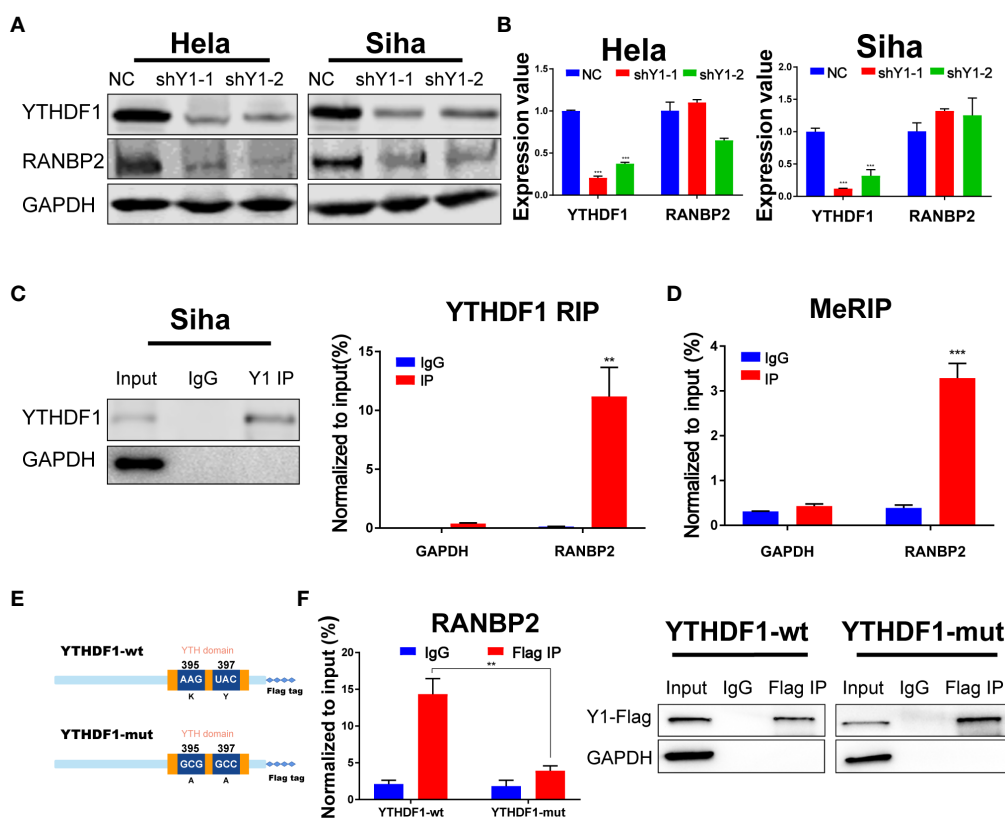 A
Hela
Siha
NC shY1-1 shY1-2
NC shY1-1 shY1-2
YTHDF1
RANBP2
GAPDH
B
Hela
NC shY1-1 shY1-2
Expression value
1.5
1.0
0.5
0.0
***
***
YTHDF1 RANBP2
Siha
NC shY1-1 shY1-2
Expression value
2.0
1.5
1.0
0.5
0.0
***
***
YTHDF1 RANBP2
C
Siha
Input IgG Y1 IP
YTHDF1
GAPDH
YTHDF1 RIP
IgG
IP
Normalized to input(%)
15
10
5
0
**
GAPDH RANBP2
D
MeRIP
IgG
IP
Normalized to input (%)
4
3
2
1
0
***
GAPDH RANBP2
E
YTHDF1-wt
YTH domain
395 397
AAG UAC
K Y
Flag tag
YTHDF1-mut
YTH domain
395 397
GCG GCC
A A
Flag tag
F
RANBP2
IgG Flag IP
Normalized to input (%)
20
15
10
5
0
**
YTHDF1-wt YTHDF1-mut
YTHDF1-wt YTHDF1-mut
Input IgG Flag IP
Input IgG Flag IP
Y1-Flag
GAPDH